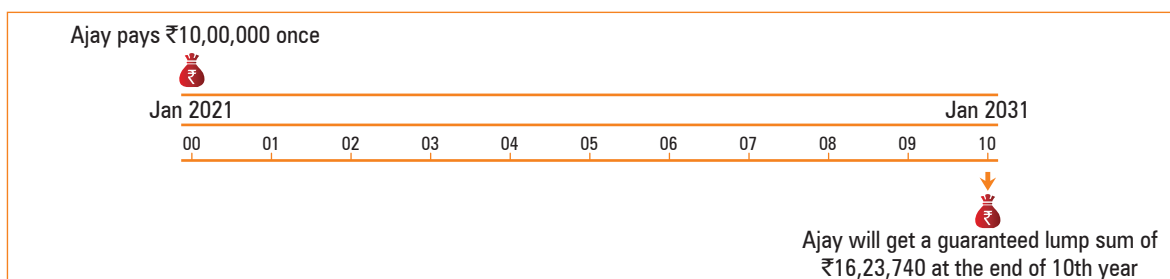 Ajay pays ₹10,00,000 once
₹
Jan 2021 Jan 2031
00 01 02 03 04 05 06 07 08 09 10
₹
Ajay will get a guaranteed lump sum of
₹16,23,740 at the end of 10th year